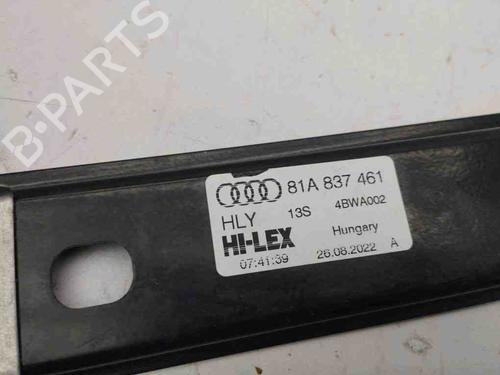 B-PARTS
81A 837 461
HLY 13S 4BWA002
HI-LEX Hungary
07:41:39 26.08.2022 A